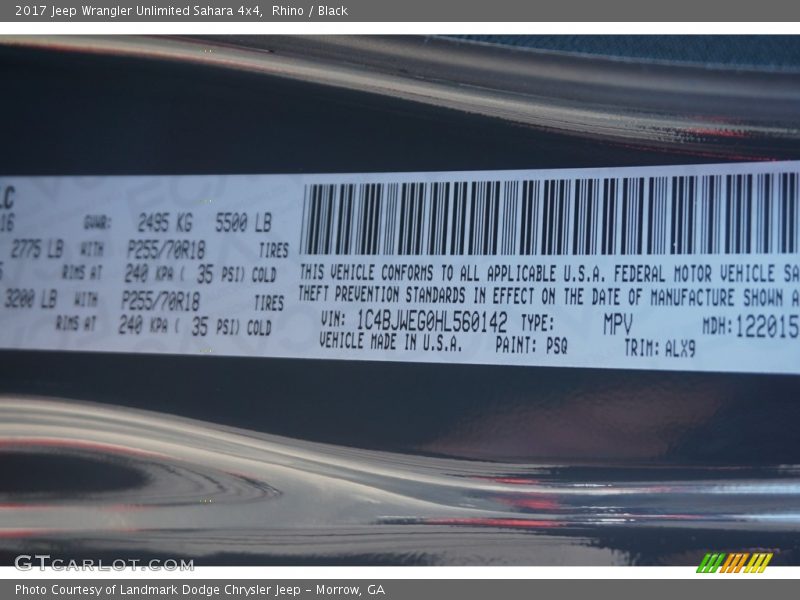 2017 Jeep Wrangler Unlimited Sahara 4x4, Rhino / Black
LC
16 GVWR: 2495 KG 5500 LB
2775 LB WITH P255/70R18 TIRES
RIMS AT 240 KPA ( 35 PSI) COLD
3200 LB WITH P255/70R18 TIRES
RIMS AT 240 KPA ( 35 PSI) COLD
THIS VEHICLE CONFORMS TO ALL APPLICABLE U.S.A. FEDERAL MOTOR VEHICLE SA
THEFT PREVENTION STANDARDS IN EFFECT ON THE DATE OF MANUFACTURE SHOWN A
VIN: 1C4BJWEG0HL560142 TYPE: MPV MDH: 122015
VEHICLE MADE IN U.S.A. PAINT: PSQ TRIM: ALX9
GTCARLOT.COM
Photo Courtesy of Landmark Dodge Chrysler Jeep – Morrow, GA